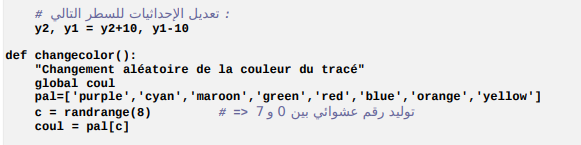 # تعديل الإحداثيات للسطر التالي :
y2, y1 = y2+10, y1-10
def changecolor():
"Changement aléatoire de la couleur du tracé"
global coul
pal=['purple','cyan','maroon','green','red','blue','orange','yellow']
c = randrange(8) # => توليد رقم عشوائي بين 0 و 7
coul = pal[c]